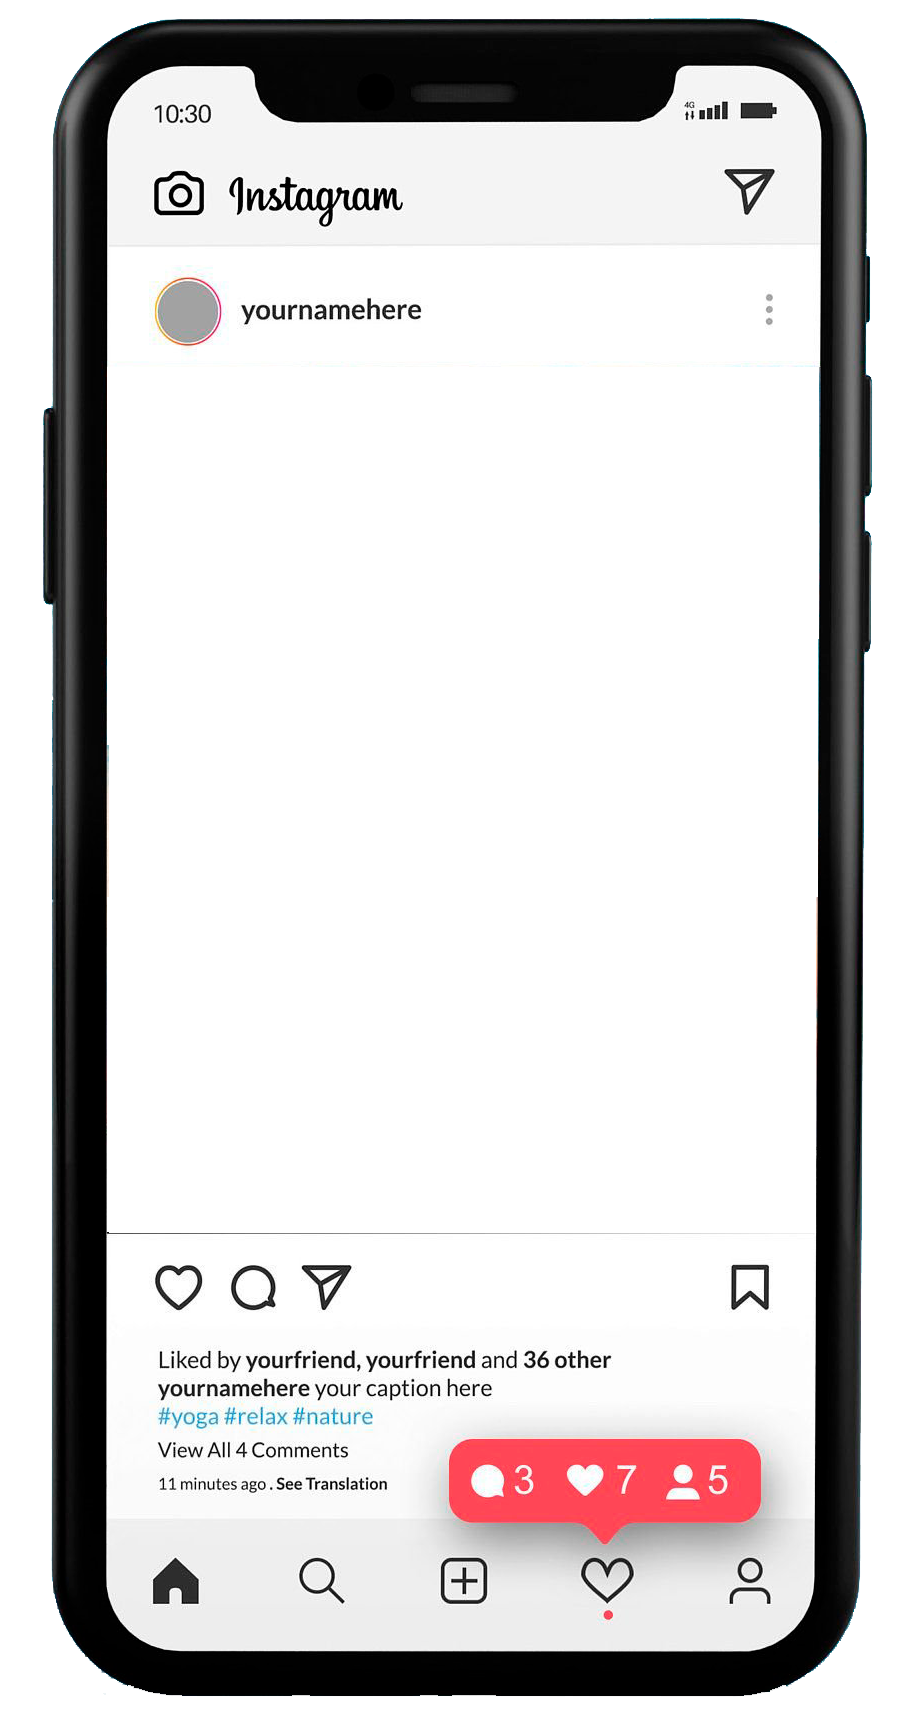 10:30
4G
Instagram
yournamehere
Liked by yourfriend, yourfriend and 36 other
yournamehere your caption here
#yoga #relax #nature
View All 4 Comments
11 minutes ago . See Translation
3 7 5